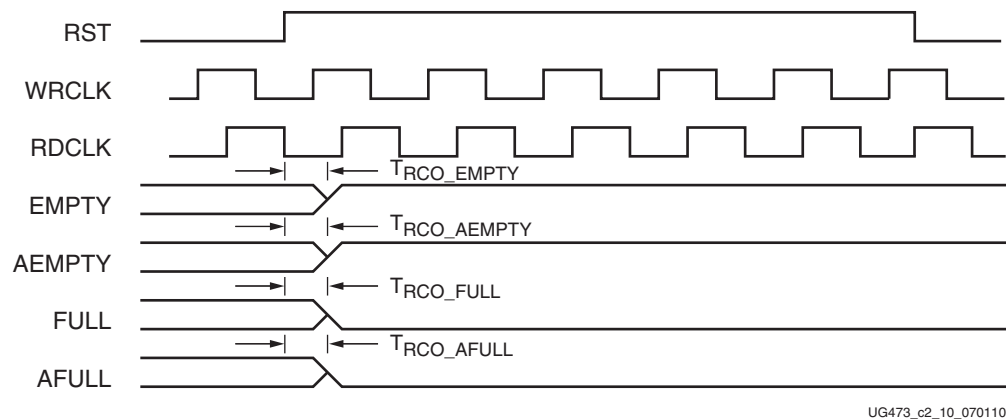 RST
WRCLK
RDCLK
TRCO_EMPTY
EMPTY
TRCO_AEMPTY
AEMPTY
TRCO_FULL
FULL
TRCO_AFULL
AFULL
UG473_c2_10_070110